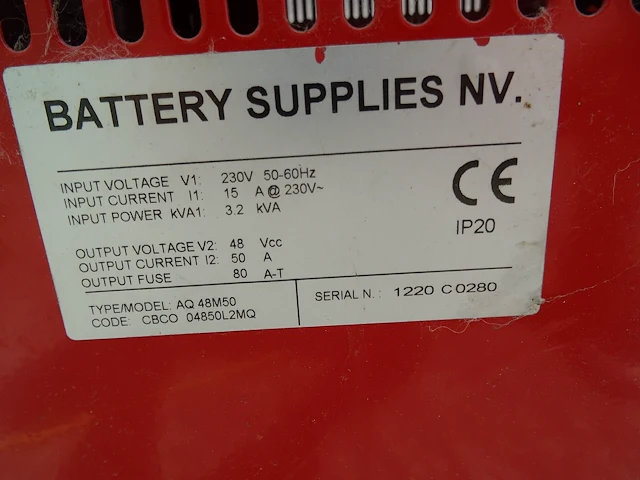 BATTERY SUPPLIES NV.
INPUT VOLTAGE V1: 230V 50-60Hz
INPUT CURRENT I1: 15 A @ 230V~
INPUT POWER kVA1: 3.2 kVA
CE
IP20
OUTPUT VOLTAGE V2: 48 Vcc
OUTPUT CURRENT I2: 50 A
OUTPUT FUSE 80 A-T
TYPE/MODEL: AQ 48M50
CODE: CBCO 04850L2MQ
SERIAL N.: 1220 C0280